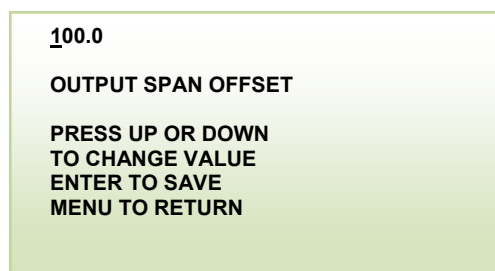 100.0
OUTPUT SPAN OFFSET
PRESS UP OR DOWN
TO CHANGE VALUE
ENTER TO SAVE
MENU TO RETURN